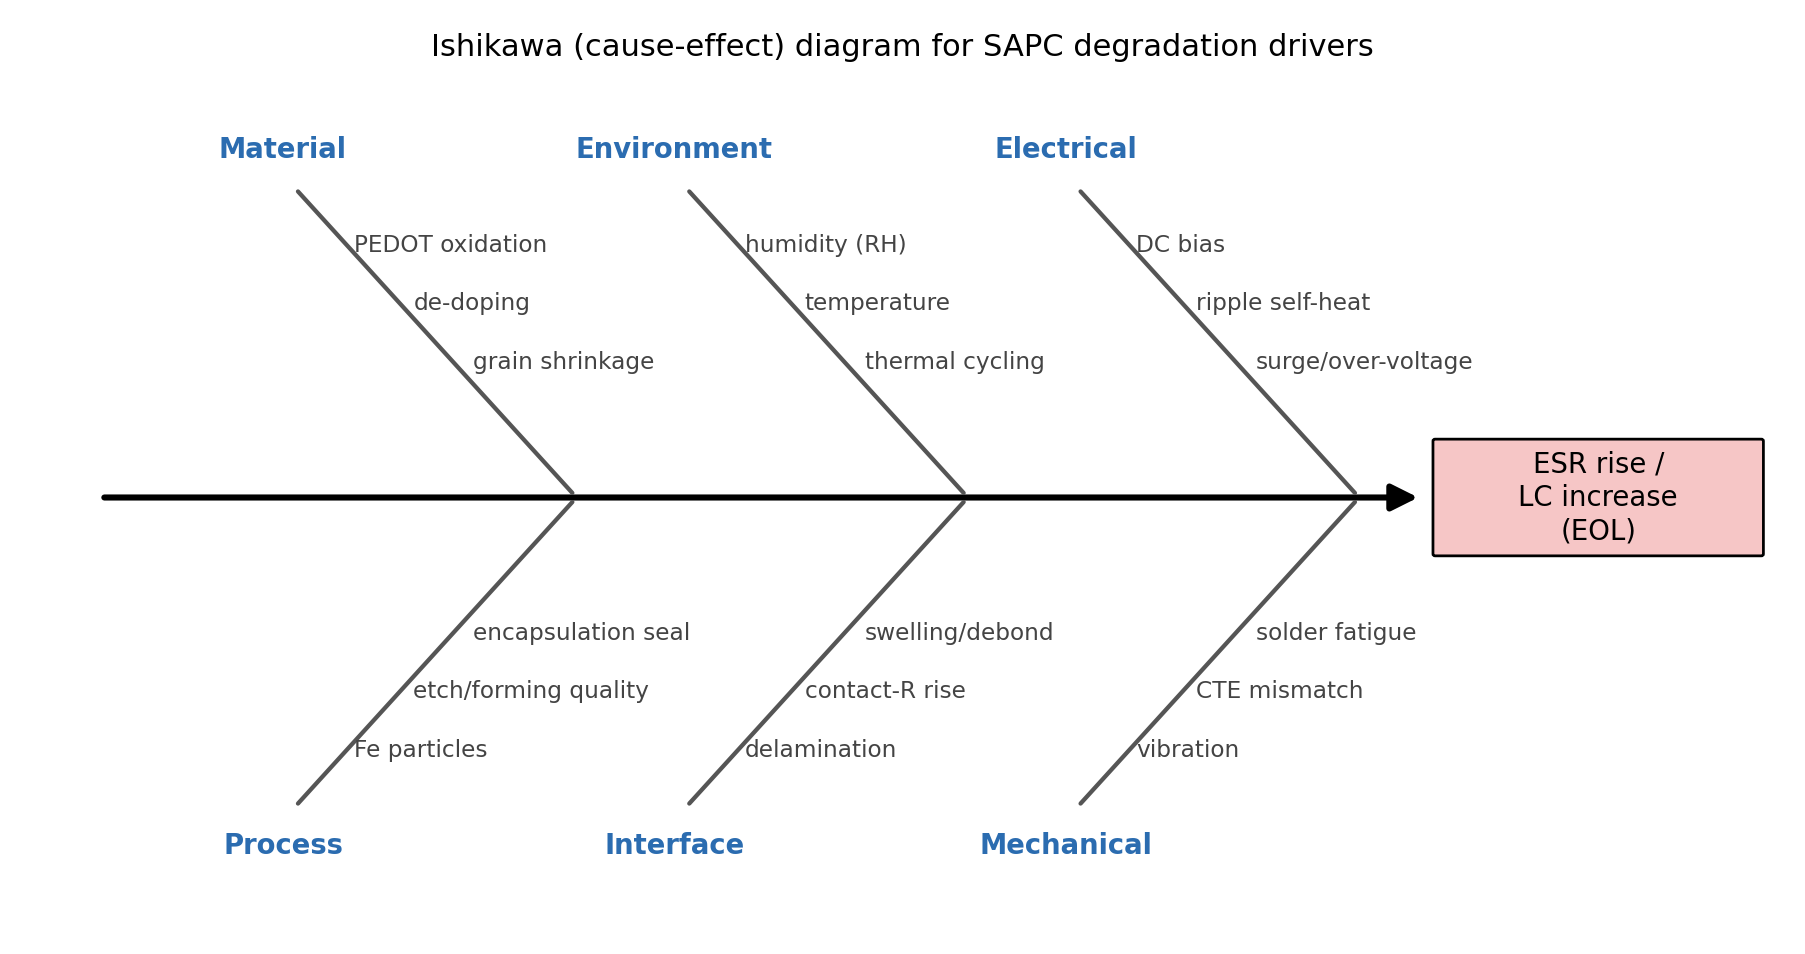 Ishikawa (cause-effect) diagram for SAPC degradation drivers
Material
PEDOT oxidation
de-doping
grain shrinkage
Environment
humidity (RH)
temperature
thermal cycling
Electrical
DC bias
ripple self-heat
surge/over-voltage
ESR rise /
LC increase
(EOL)
encapsulation seal
etch/forming quality
Fe particles
Process
swelling/debond
contact-R rise
delamination
Interface
solder fatigue
CTE mismatch
vibration
Mechanical